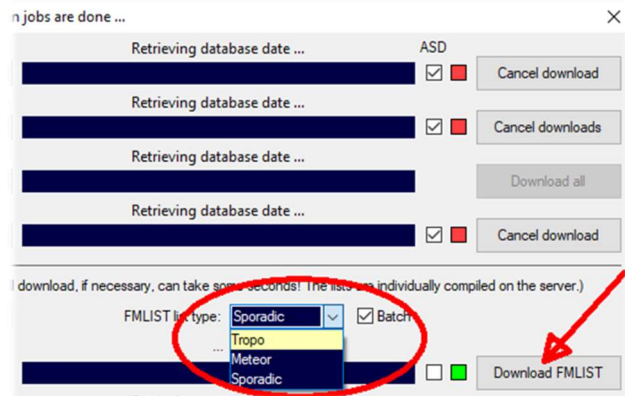 n jobs are done ...
Retrieving database date ... ASD
Cancel download
Retrieving database date ...
Cancel downloads
Retrieving database date ...
Download all
Retrieving database date ...
Cancel download
download, if necessary, can take some seconds! The lists are individually compiled on the server.)
FMLIST list type: Sporadic Batch
Tropo
...
Meteor
Sporadic
Download FMLIST